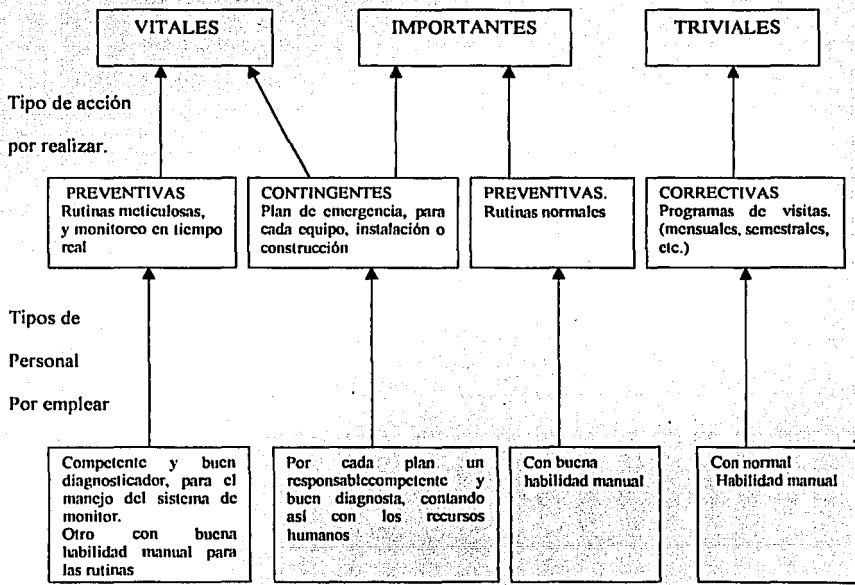 VITALES
IMPORTANTES
TRIVIALES
Tipo de acción
por realizar.
PREVENTIVAS
Rutinas meticulosas,
y monitoreo en tiempo
real
CONTINGENTES
Plan de emergencia, para
cada equipo, instalación o
construcción
PREVENTIVAS.
Rutinas normales
CORRECTIVAS
Programas de visitas.
(mensuales, semestrales,
etc.)
Tipos de
Personal
Por emplear
Competente y buen
diagnosticador, para el
manejo del sistema de
monitor.
Otro con buena
habilidad manual para
las rutinas
Por cada plan un
responsablecompetente y
buen diagnosta, contando
así con los recursos
humanos
Con buena
habilidad manual
Con normal
Habilidad manual